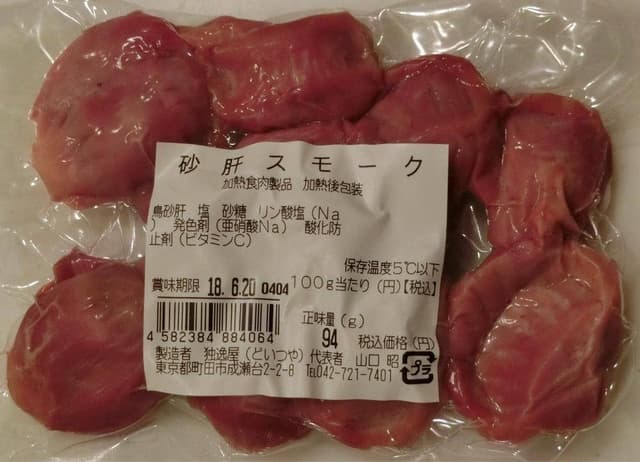 砂肝スモーク
加熱食肉製品 加熱後包装
鳥砂肝 塩 砂糖 リン酸塩(Na
) 発色剤(亜硝酸Na) 酸化防
止剤(ビタミンC)
保存温度5℃以下
賞味期限 18. 6.20 0404 100g当たり(円)【税込】
正味量(g)
4 582384 884064 94 税込価格(円)
製造者 独逸屋(どいつや)代表者 山口 昭
東京都町田市成瀬台2-2-8 TEL042-721-7401
プラ